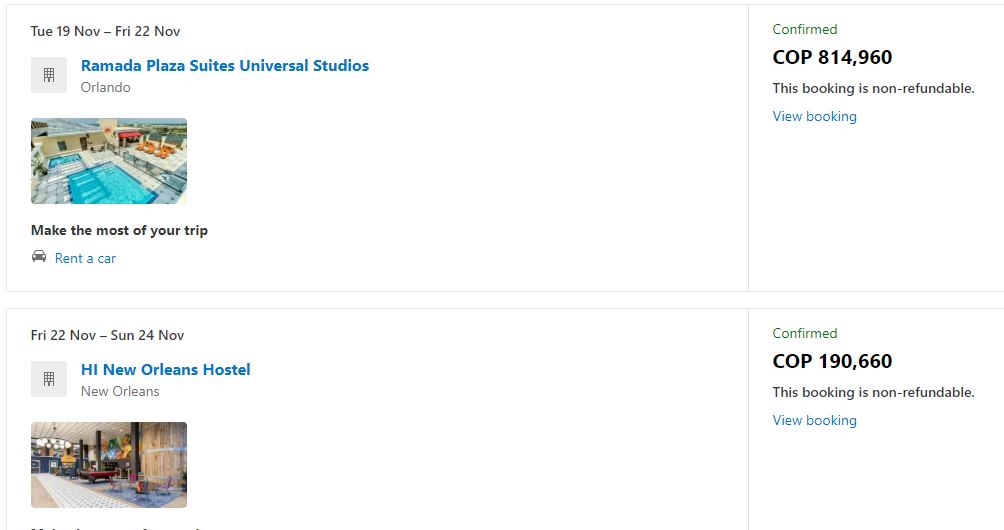 Tue 19 Nov – Fri 22 Nov
Ramada Plaza Suites Universal Studios
Orlando
Make the most of your trip
Rent a car
Confirmed
COP 814,960
This booking is non-refundable.
View booking
Fri 22 Nov – Sun 24 Nov
HI New Orleans Hostel
New Orleans
Confirmed
COP 190,660
This booking is non-refundable.
View booking